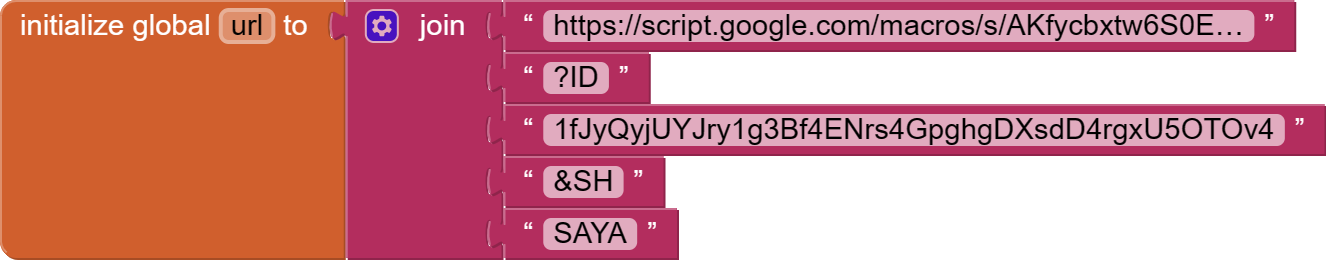 initialize global url to join “ https://script.google.com/macros/s/AKfycbxtw6S0E… ”
“ ?ID ”
“ 1fJyQyjUYJry1g3Bf4ENrs4GpghgDXsdD4rgxU5OTOv4 ”
“ &SH ”
“ SAYA ”